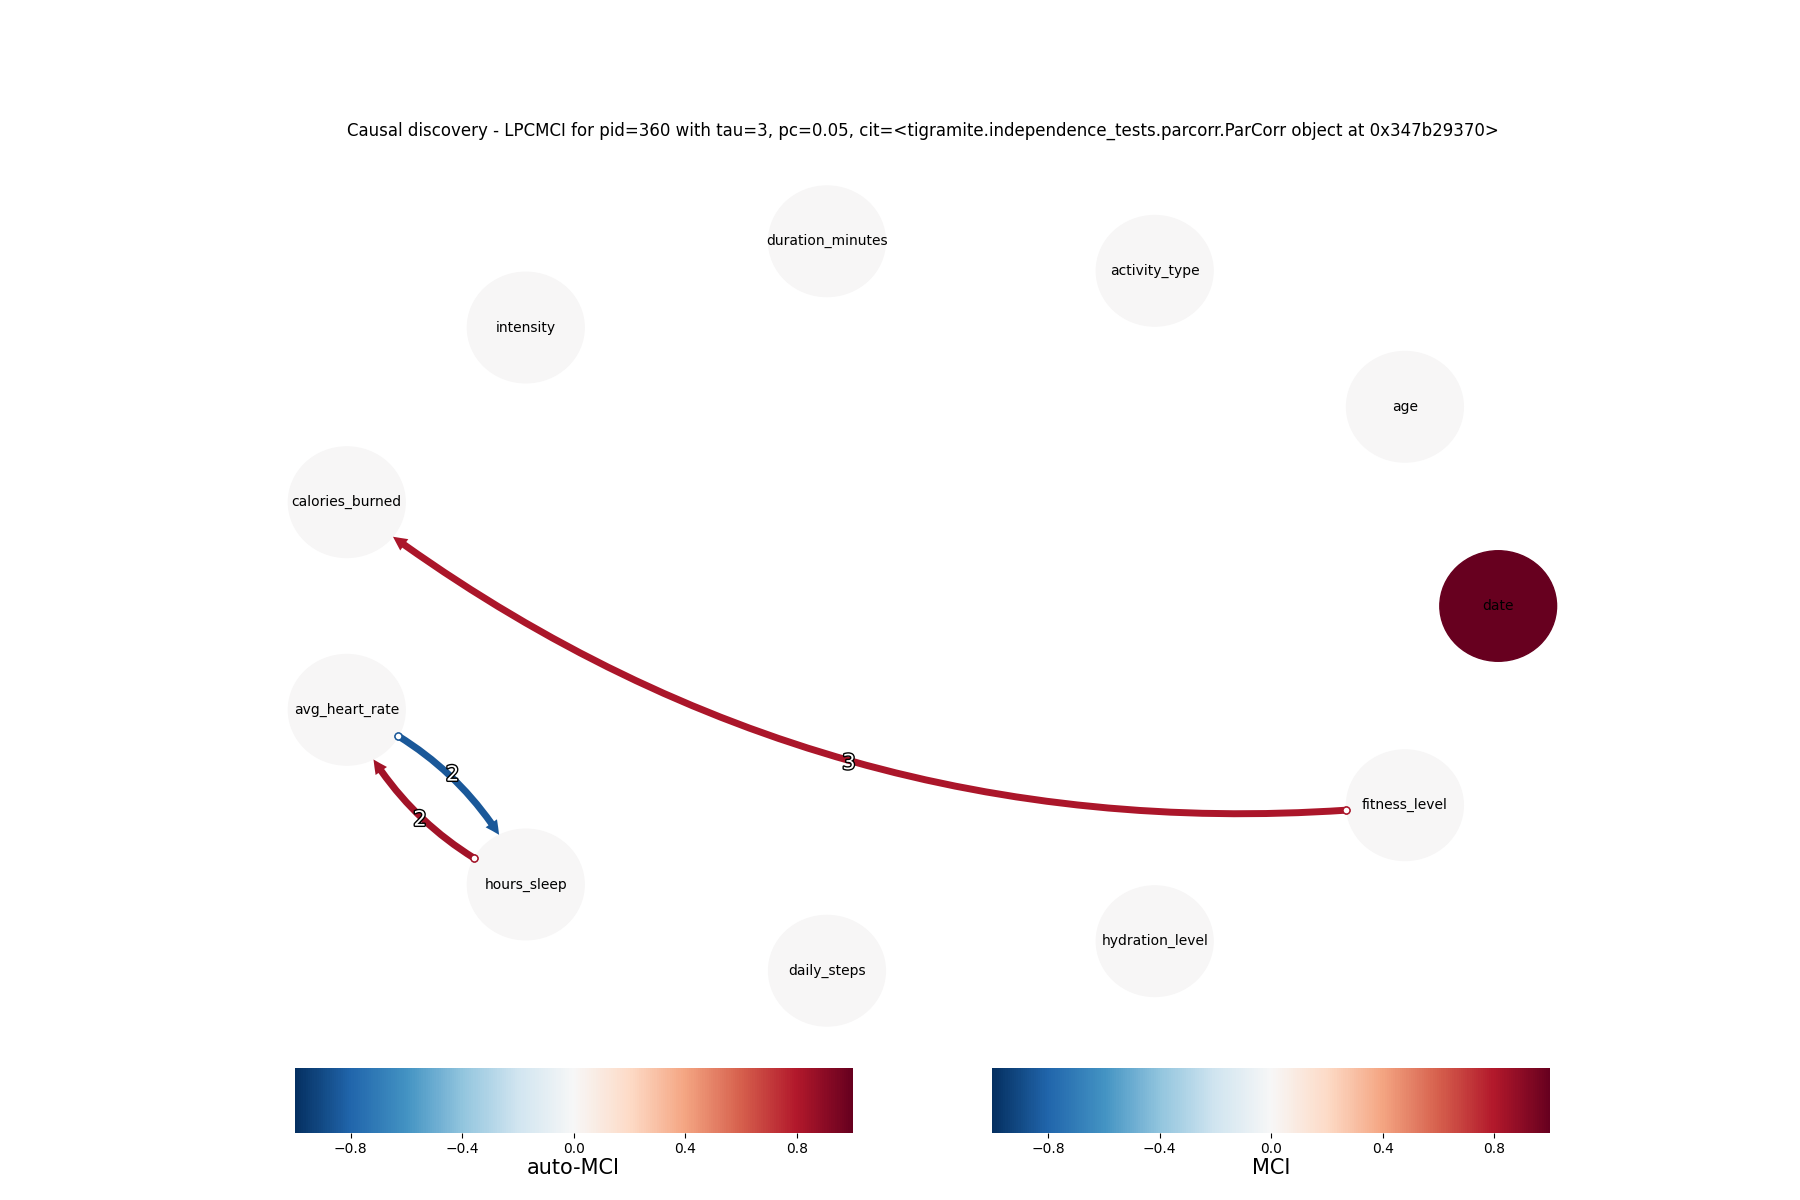 Causal discovery - LPCMCI for pid=360 with tau=3, pc=0.05, cit=<tigramite.independence_tests.parcorr.ParCorr object at 0x347b29370>
duration_minutes
activity_type
intensity
age
calories_burned
date
avg_heart_rate
3
2
2
fitness_level
hours_sleep
hydration_level
daily_steps
−0.8 −0.4 0.0 0.4 0.8
auto-MCI
−0.8 −0.4 0.0 0.4 0.8
MCI